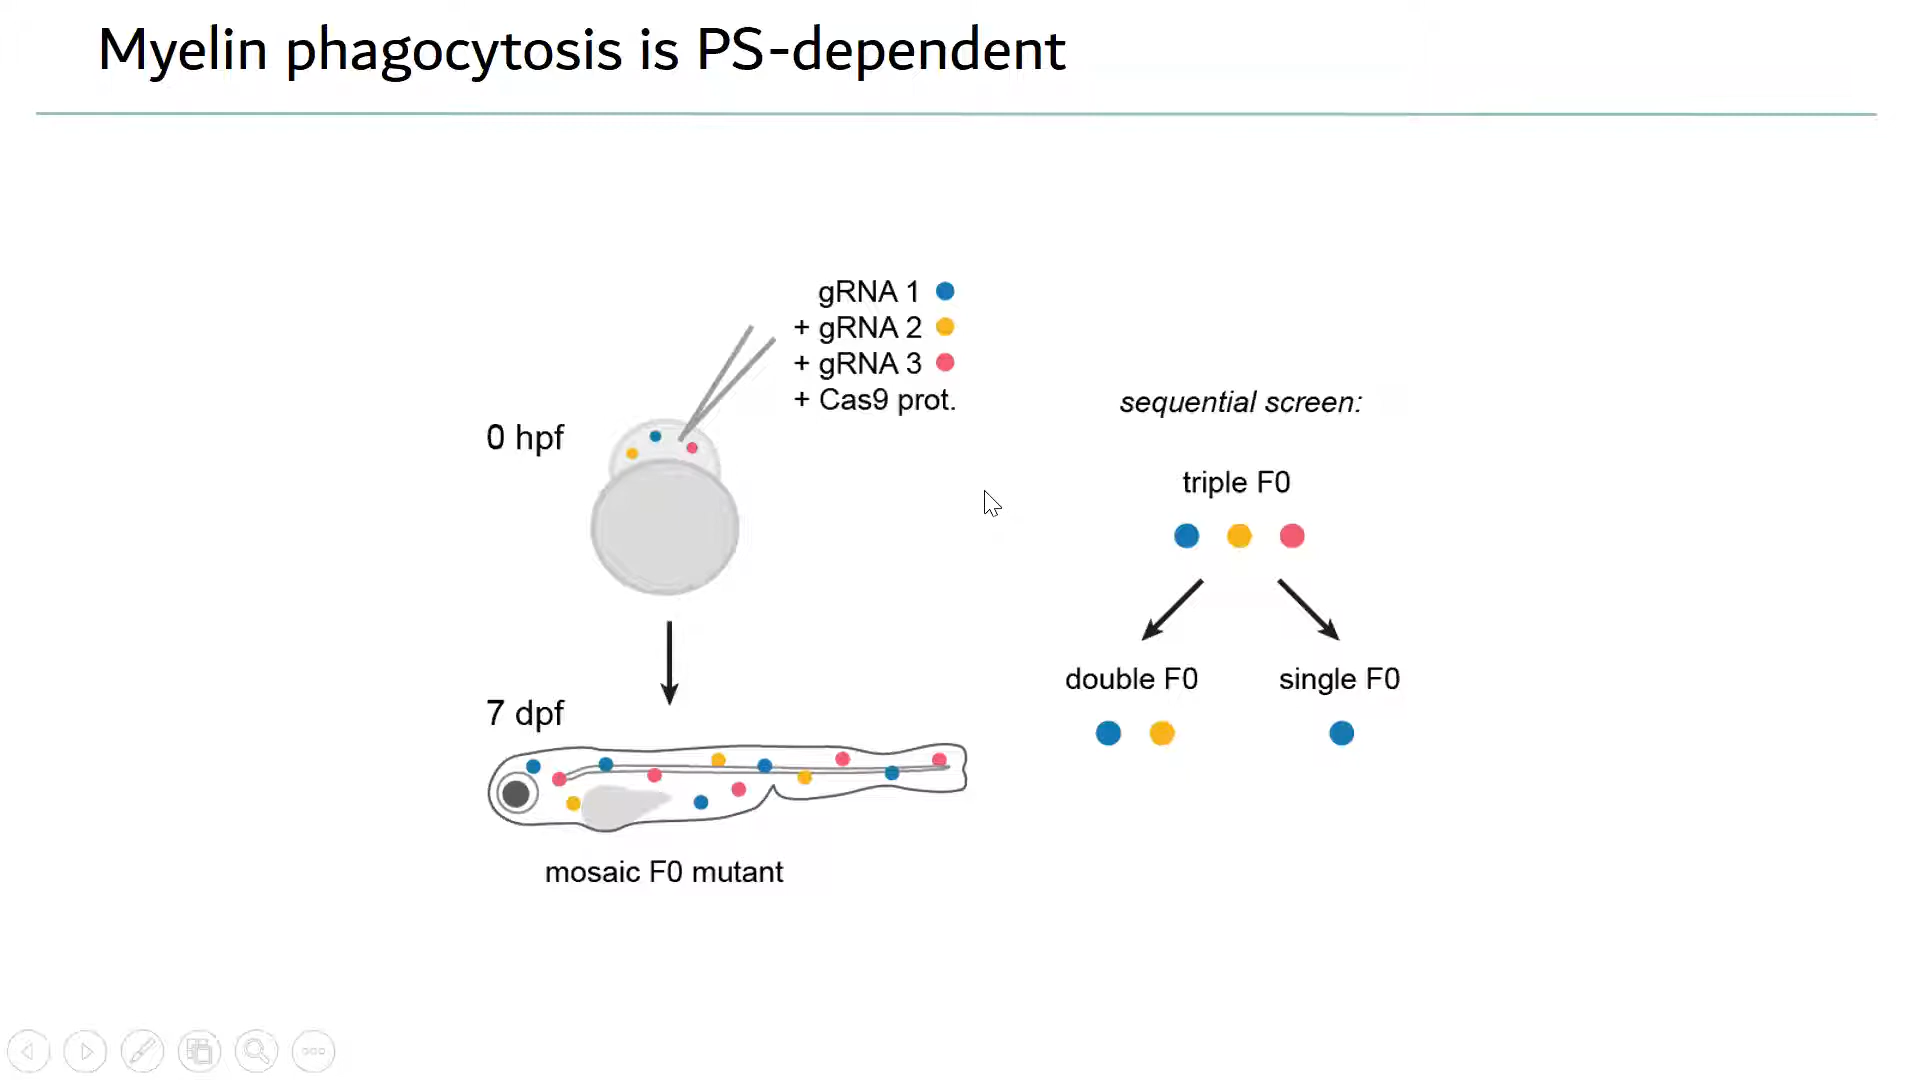 Myelin phagocytosis is PS-dependent
gRNA 1
+ gRNA 2
+ gRNA 3
+ Cas9 prot.
0 hpf
7 dpf
mosaic F0 mutant
sequential screen:
triple F0
double F0
single F0